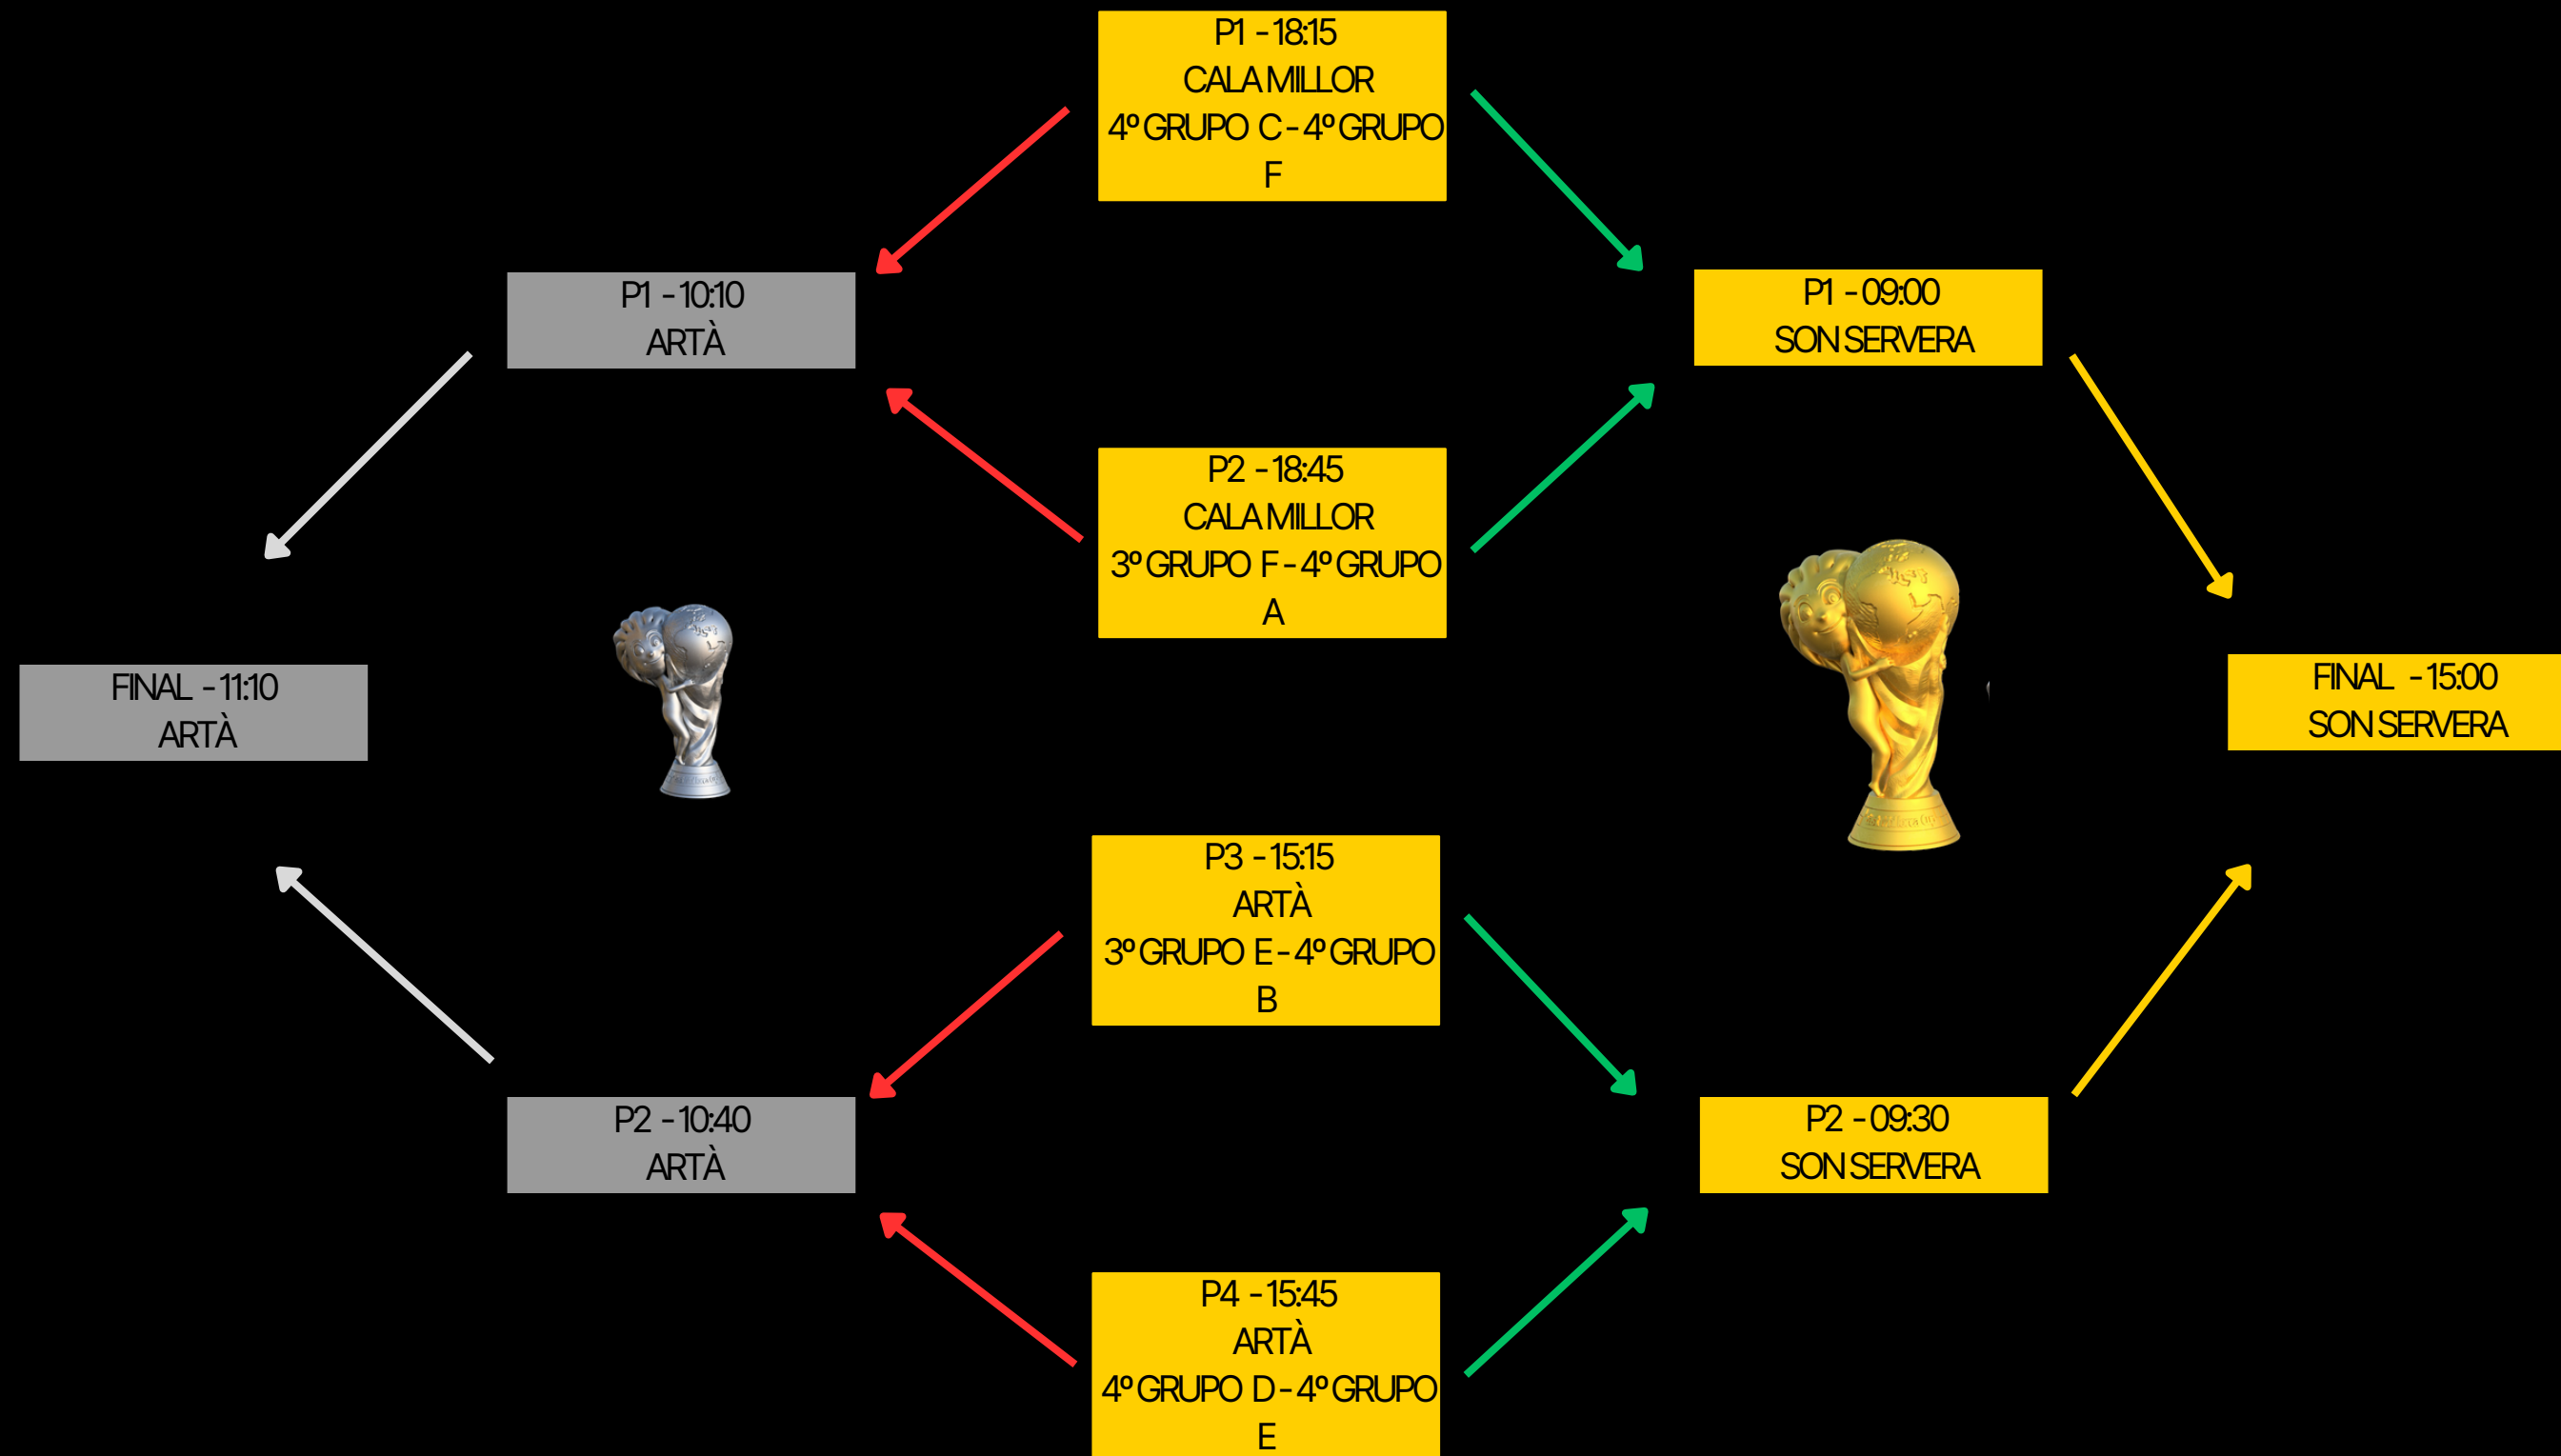 P1 - 18:15
CALA MILLOR
4º GRUPO C - 4º GRUPO
F
P1 - 10:10
ARTÀ
P1 - 09:00
SON SERVERA
P2 - 18:45
CALA MILLOR
3º GRUPO F - 4º GRUPO
A
FINAL - 11:10
ARTÀ
FINAL - 15:00
SON SERVERA
P3 - 15:15
ARTÀ
3º GRUPO E - 4º GRUPO
B
P2 - 10:40
ARTÀ
P2 - 09:30
SON SERVERA
P4 - 15:45
ARTÀ
4º GRUPO D - 4º GRUPO
E